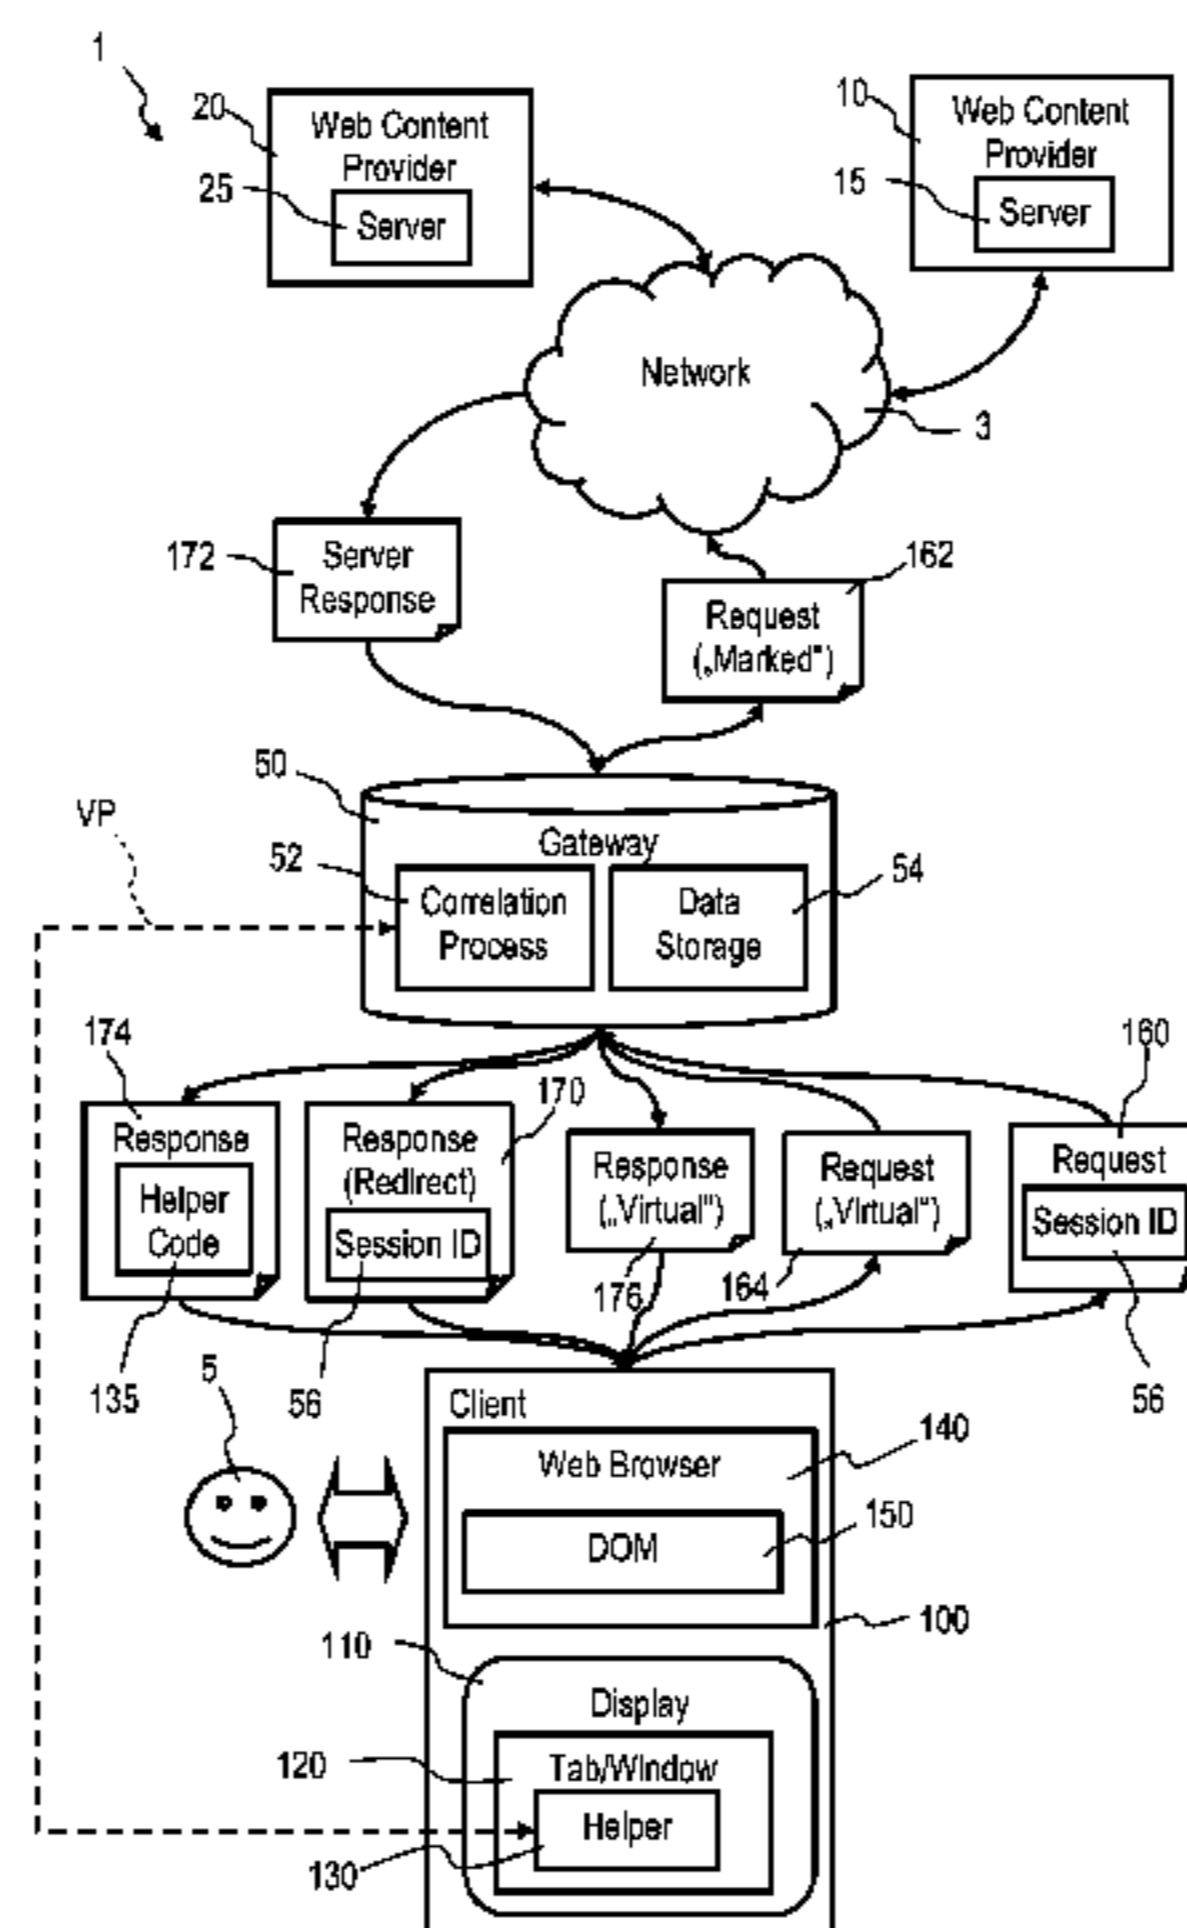 1
20
Web Content
Provider
25
Server
10
Web Content
Provider
15
Server
Network
3
172
Server
Response
162
Request
(„Marked“)
50
VP
Gateway
52
Correlation
Process
54
Data
Storage
174
Response
Helper
Code
135
170
Response
(Redirect)
Session ID
56
Response
(„Virtual“)
176
Request
(„Virtual“)
164
160
Request
Session ID
56
5
Client
140
Web Browser
150
DOM
100
110
Display
120
Tab/Window
Helper
130